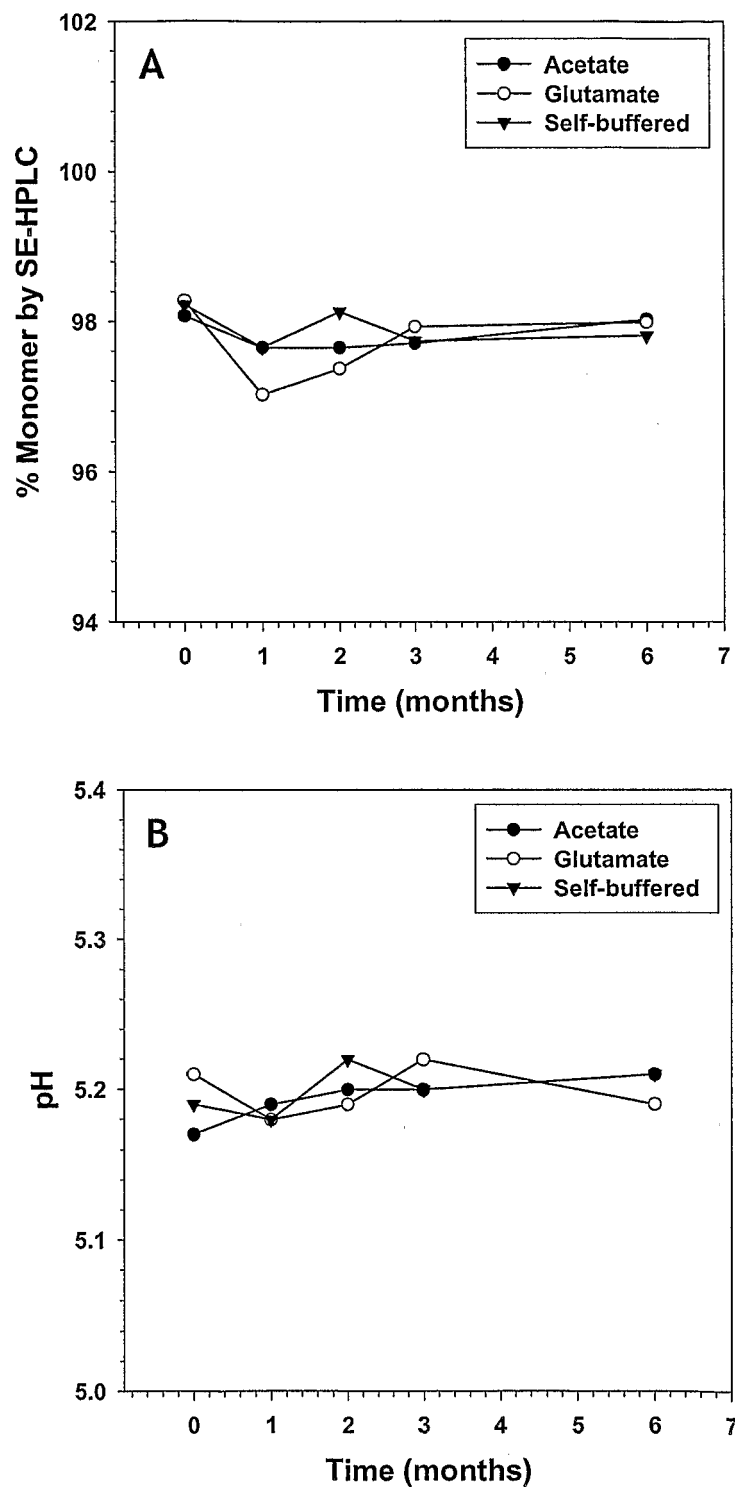 A
Acetate
Glutamate
Self-buffered
% Monomer by SE-HPLC
102
100
98
96
94
0 1 2 3 4 5 6 7
Time (months)
B
Acetate
Glutamate
Self-buffered
pH
5.4
5.3
5.2
5.1
5.0
0 1 2 3 4 5 6 7
Time (months)